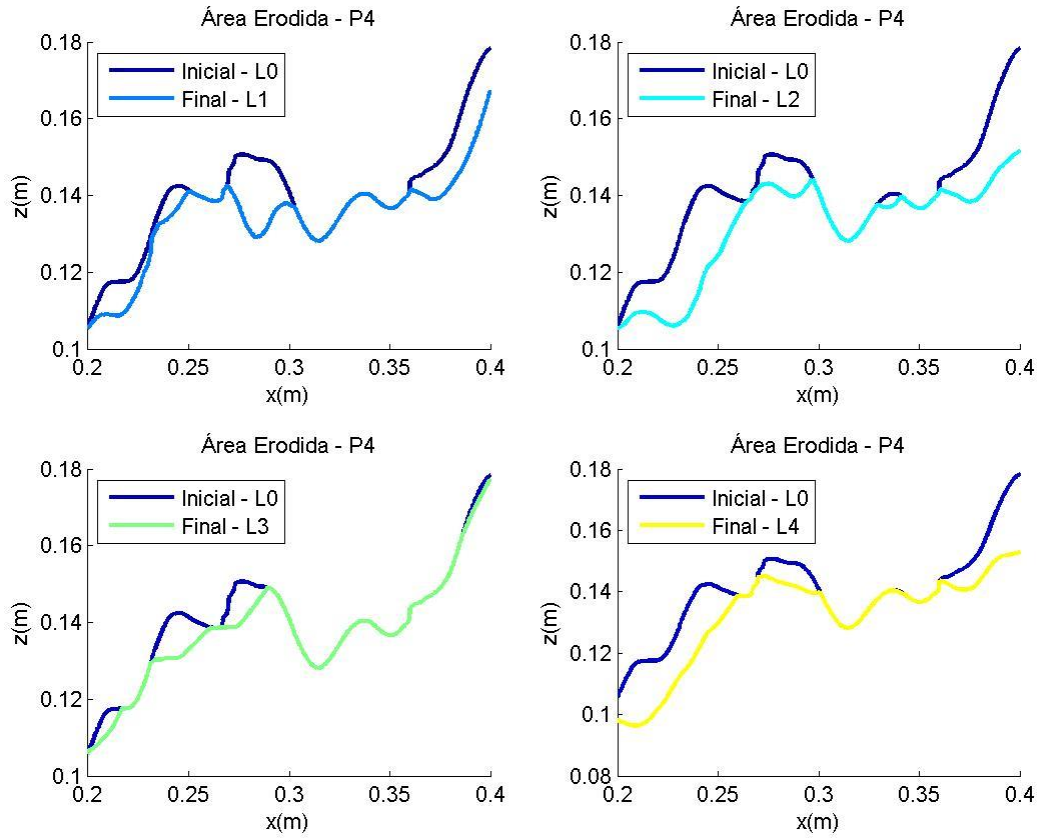 Área Erodida - P4
0.18
0.16
0.14
0.12
0.1
z(m)
Inicial - L0
Final - L1
0.2 0.25 0.3 0.35 0.4
x(m)
Área Erodida - P4
0.18
0.16
0.14
0.12
0.1
z(m)
Inicial - L0
Final - L2
0.2 0.25 0.3 0.35 0.4
x(m)
Área Erodida - P4
0.18
0.16
0.14
0.12
0.1
z(m)
Inicial - L0
Final - L3
0.2 0.25 0.3 0.35 0.4
x(m)
Área Erodida - P4
0.18
0.16
0.14
0.12
0.1
0.08
z(m)
Inicial - L0
Final - L4
0.2 0.25 0.3 0.35 0.4
x(m)